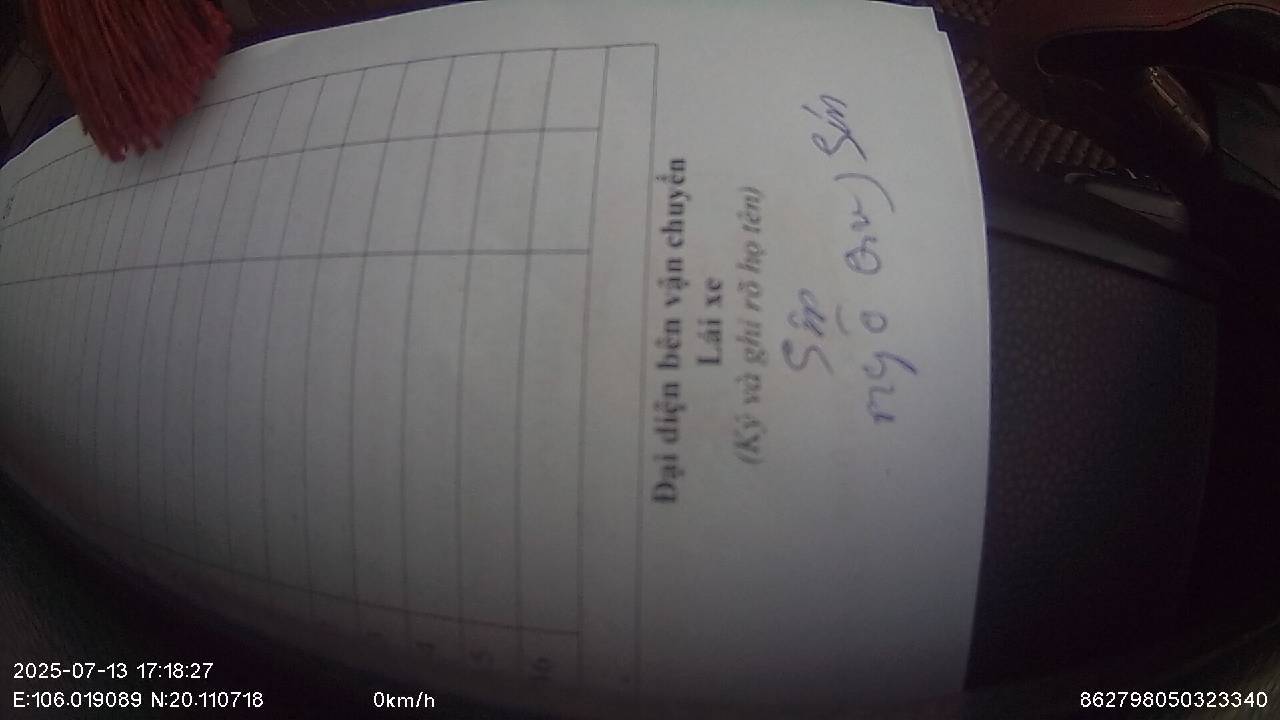 Đại diện bên vận chuyển
Lái xe
(Ký và ghi rõ họ tên)
2025-07-13 17:18:27
E:106.019089 N:20.110718 0km/h 862798050323340